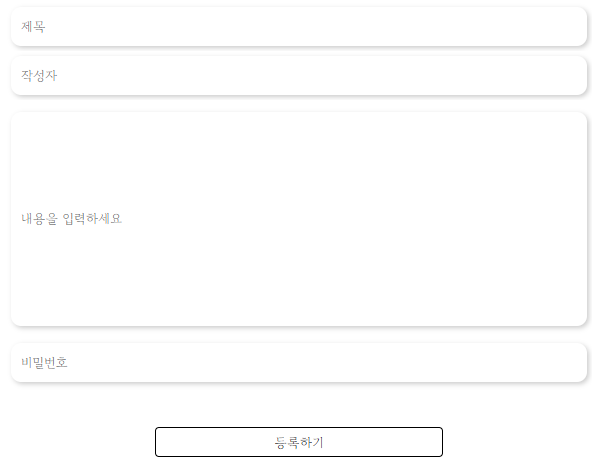 제목
작성자
내용을 입력하세요
비밀번호
등록하기